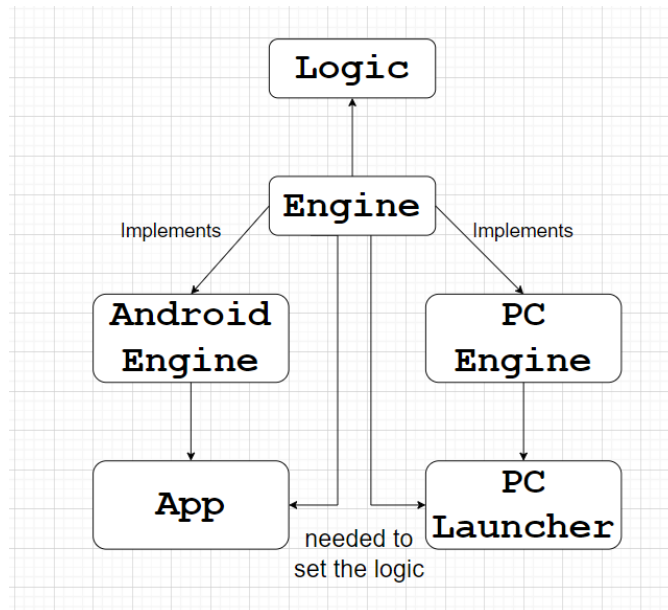 Logic
Engine
Implements
Implements
Android
Engine
PC
Engine
App
PC
Launcher
needed to
set the logic